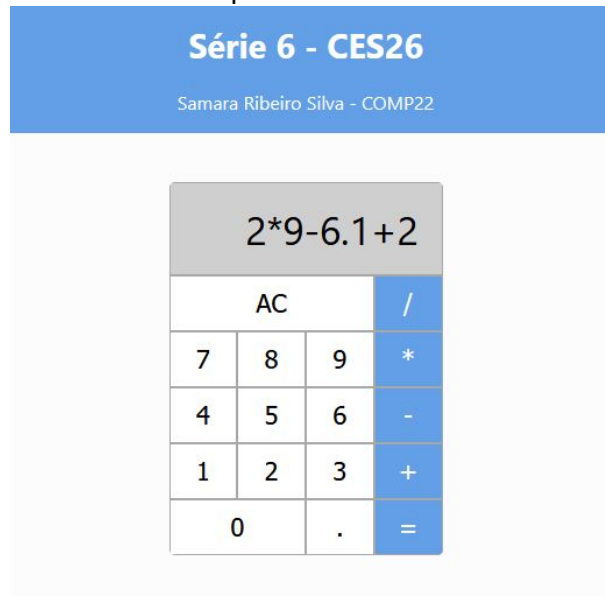 Série 6 - CES26
Samara Ribeiro Silva - COMP22
2*9-6.1+2
AC /
7 8 9 *
4 5 6 -
1 2 3 +
0 . =